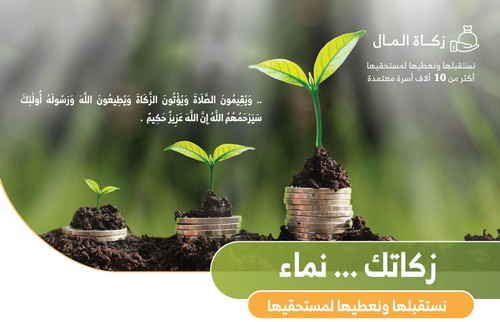 زكاة المال
نستقبلها ونعطيها لمستحقيها
أكثر من 10 آلاف أسرة معتمدة
.. وَيُقِيمُونَ الصَّلَاةَ وَيُؤْتُونَ الزَّكَاةَ وَيُطِيعُونَ اللَّهَ وَرَسُولَهُ أُولَٰئِكَ
سَيَرْحَمُهُمُ اللَّهُ إِنَّ اللَّهَ عَزِيزٌ حَكِيمٌ .
زكاتك ... نماء
نستقبلها ونعطيها لمستحقيها